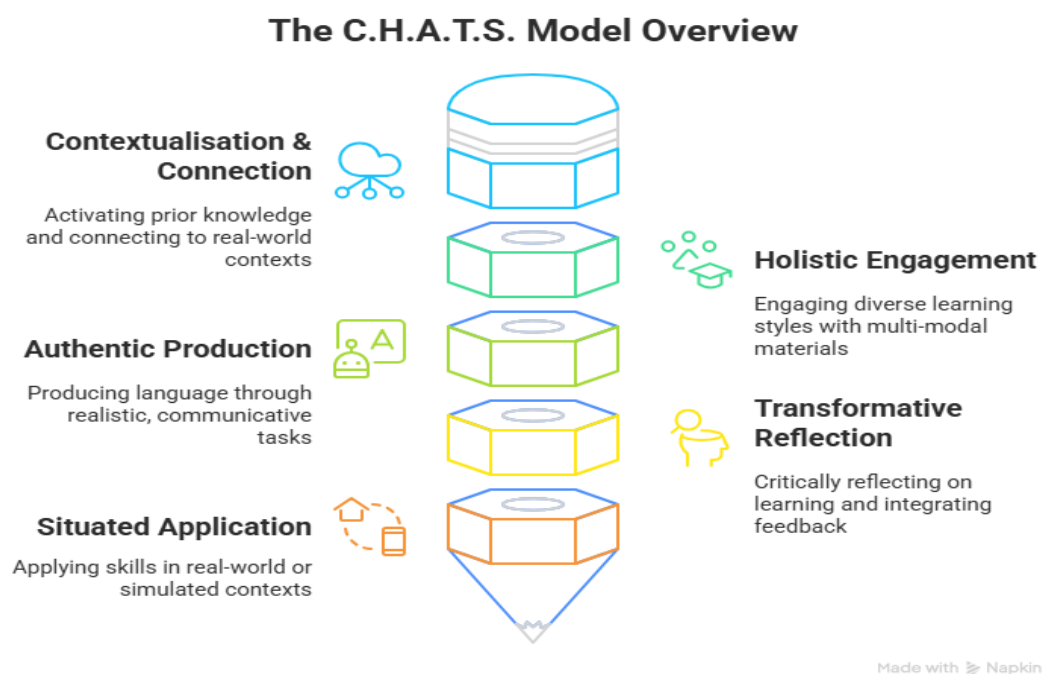 The C.H.A.T.S. Model Overview
Contextualisation &
Connection
Activating prior knowledge
and connecting to real-world
contexts
Holistic Engagement
Engaging diverse learning
styles with multi-modal
materials
Authentic Production
Producing language through
realistic, communicative
tasks
A
Transformative
Reflection
Critically reflecting on
learning and integrating
feedback
Situated Application
Applying skills in real-world or
simulated contexts
Made with Napkin